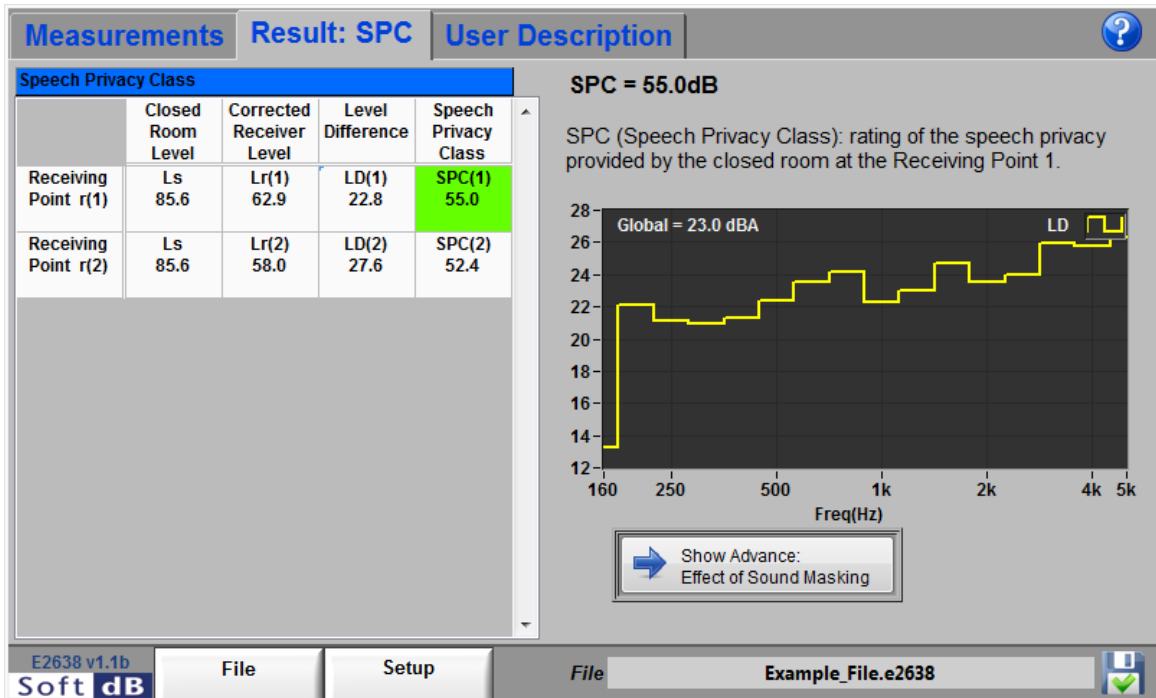 Measurements
Result: SPC
User Description
?
Speech Privacy Class
Closed Room Level
Corrected Receiver Level
Level Difference
Speech Privacy Class
Receiving Point r(1)
Ls 85.6
Lr(1) 62.9
LD(1) 22.8
SPC(1) 55.0
Receiving Point r(2)
Ls 85.6
Lr(2) 58.0
LD(2) 27.6
SPC(2) 52.4
SPC = 55.0dB
SPC (Speech Privacy Class): rating of the speech privacy
provided by the closed room at the Receiving Point 1.
Global = 23.0 dBA
LD
28
26
24
22
20
18
16
14
12
160 250 500 1k 2k 4k 5k
Freq(Hz)
Show Advance:
Effect of Sound Masking
E2638 v1.1b
Soft dB
File
Setup
File
Example_File.e2638